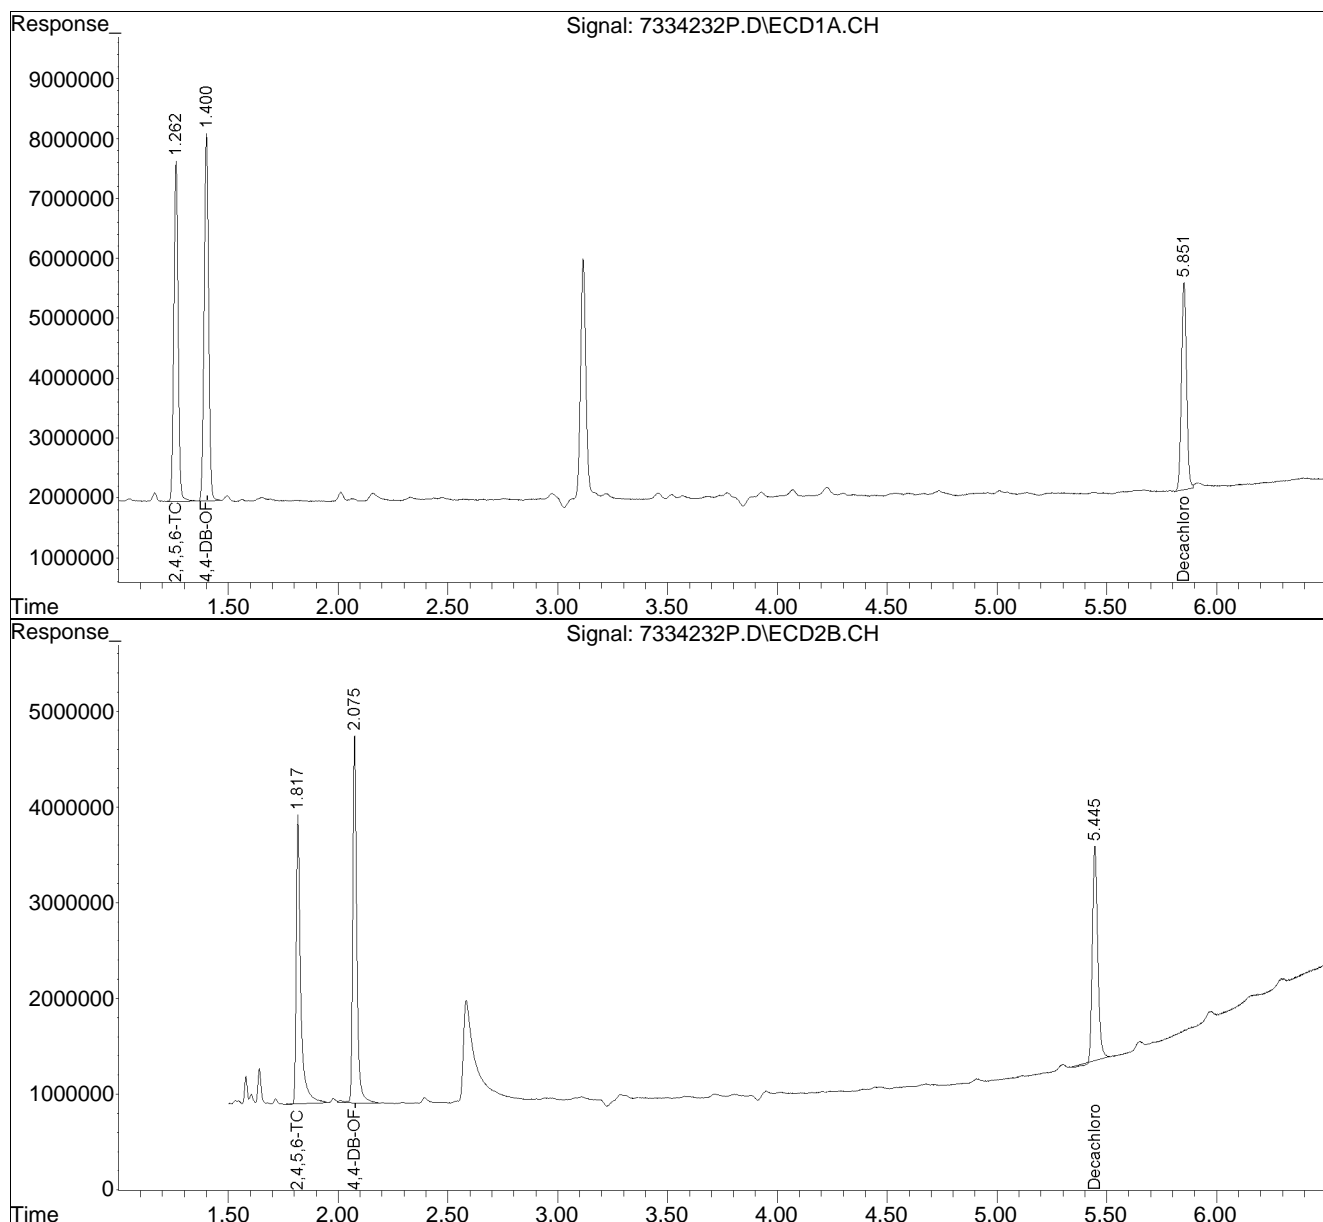 Response_
Signal: 7334232P.D\ECD1A.CH
9000000
8000000
7000000
6000000
5000000
4000000
3000000
2000000
1000000
1.262
1.400
5.851
2,4,5,6-TC
4,4-DB-OF
Decachloro
Time
1.50 2.00 2.50 3.00 3.50 4.00 4.50 5.00 5.50 6.00
Response_
Signal: 7334232P.D\ECD2B.CH
5000000
4000000
3000000
2000000
1000000
0
1.817
2.075
5.445
2,4,5,6-TC
4,4-DB-OF
Decachloro
Time
1.50 2.00 2.50 3.00 3.50 4.00 4.50 5.00 5.50 6.00